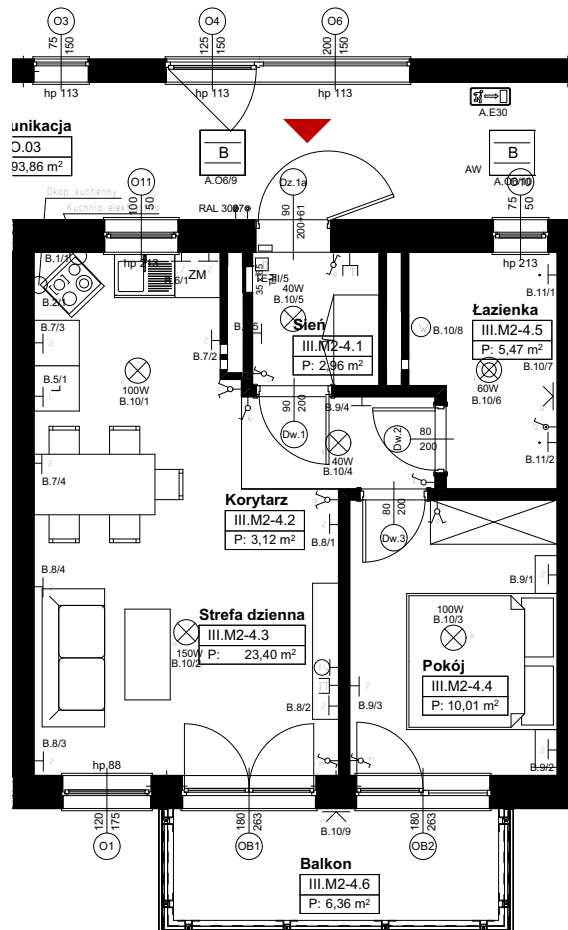 O3
O4
O6
75
150
125
150
200
150
hp 113
hp 113
hp 113
A.E30
unikacja
O.03
93,86 m²
B
A.O6/9
B
AW
Okap kuchenny
O11
100
50
RAL 3027
Dz.1a
90
200+61
75
50
B.1/1
hp 213
ZM
B.6/1
B.2/1
40W
B.10/5
hp 213
B.11/1
Łazienka
III.M2-4.5
P: 5,47 m²
B.10/8
B.10/7
Sień
III.M2-4.1
P: 2,96 m²
B.7/3
B.7/2
B.5/1
100W
B.10/1
60W
B.10/6
90
200
B.9/4
Dw.1
40W
B.10/4
Dw.2
80
200
B.11/2
B.7/4
Korytarz
III.M2-4.2
P: 3,12 m²
B.8/1
80
200
Dw.3
B.8/4
B.9/1
Strefa dzienna
III.M2-4.3
P: 23,40 m²
150W
B.10/2
100W
B.10/3
Pokój
III.M2-4.4
P: 10,01 m²
B.8/2
B.9/3
B.8/3
B.9/2
hp 88
120
175
O1
180
263
OB1
B.10/9
180
263
OB2
Balkon
III.M2-4.6
P: 6,36 m²